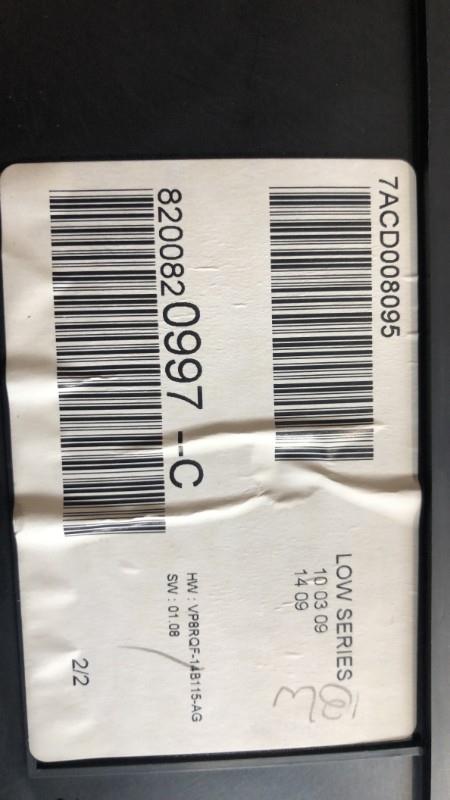 7ACD008095
LOW SERIES
10 03 09
14 09
8200820997 --C
HW : VP8RQF-14B115-AG
SW : 01.08
2/2